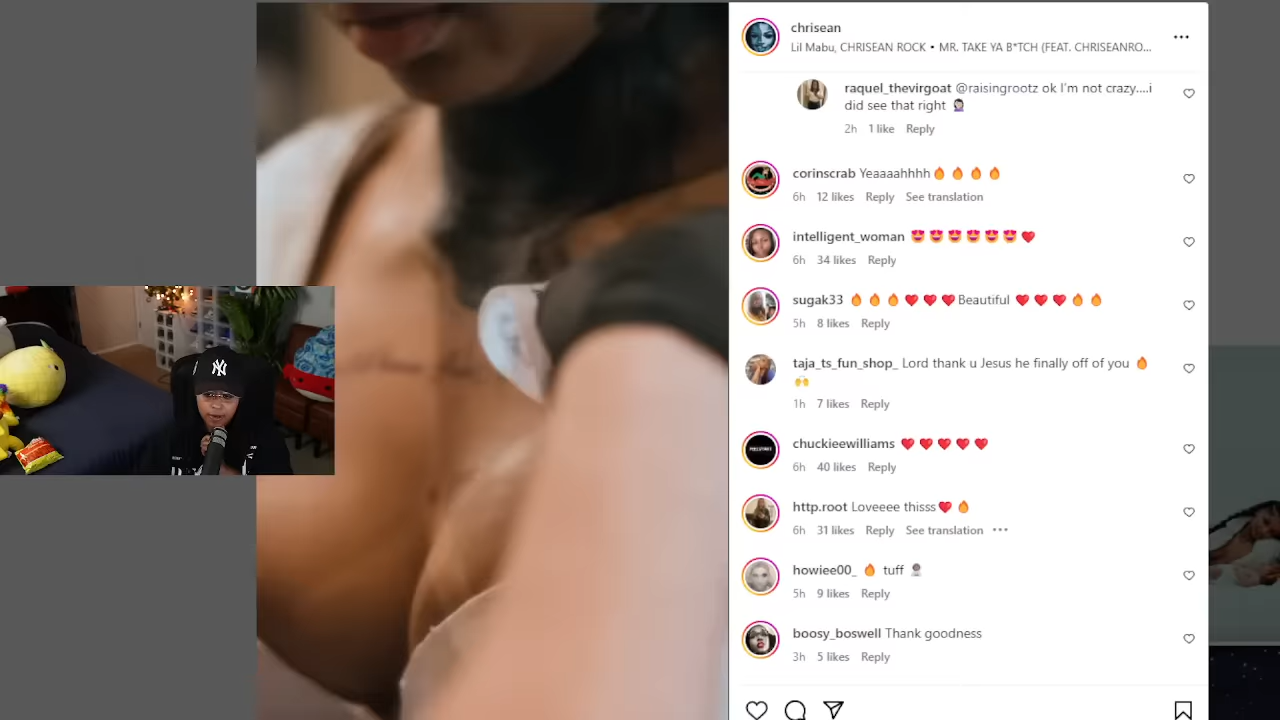 chrisean
Lil Mabu, CHRISEAN ROCK • MR. TAKE YA B*TCH (FEAT. CHRISEANRO...
raquel_thevirgoat @raisingrootz ok I'm not crazy....i
did see that right 🤦🏻‍♀️
2h 1 like Reply
corinscrab Yeaaaahhhh🔥🔥🔥🔥
6h 12 likes Reply See translation
intelligent_woman 😍😍😍😍😍😍❤️
6h 34 likes Reply
sugak33 🔥🔥🔥❤️❤️❤️Beautiful ❤️❤️❤️🔥🔥
5h 8 likes Reply
taja_ts_fun_shop_ Lord thank u Jesus he finally off of you 🔥
🙌
1h 7 likes Reply
chuckieewilliams ❤️❤️❤️❤️❤️
6h 40 likes Reply
http.root Loveeee thisss❤️🔥
6h 31 likes Reply See translation •••
howiee00_ 🔥 tuff
5h 9 likes Reply
boosy_boswell Thank goodness
3h 5 likes Reply
NY